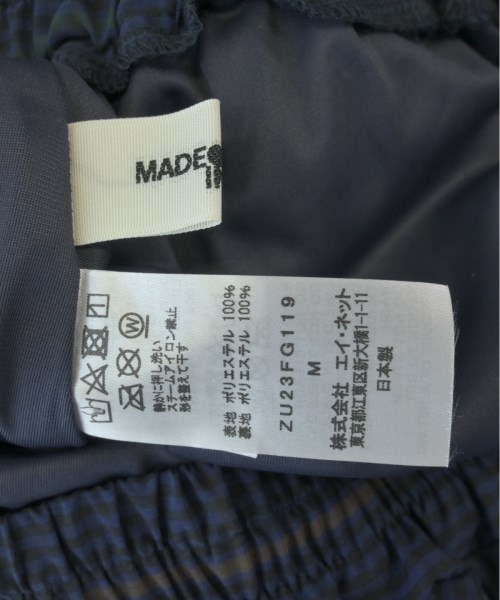 MADE
静かに押し洗い
スチームアイロン禁止
形を整えて干す
表地 ポリエステル 100%
裏地 ポリエステル 100%
ZU23FG119
M
株式会社 エイ・ネット
東京都江東区新大橋1-1-11
日本製